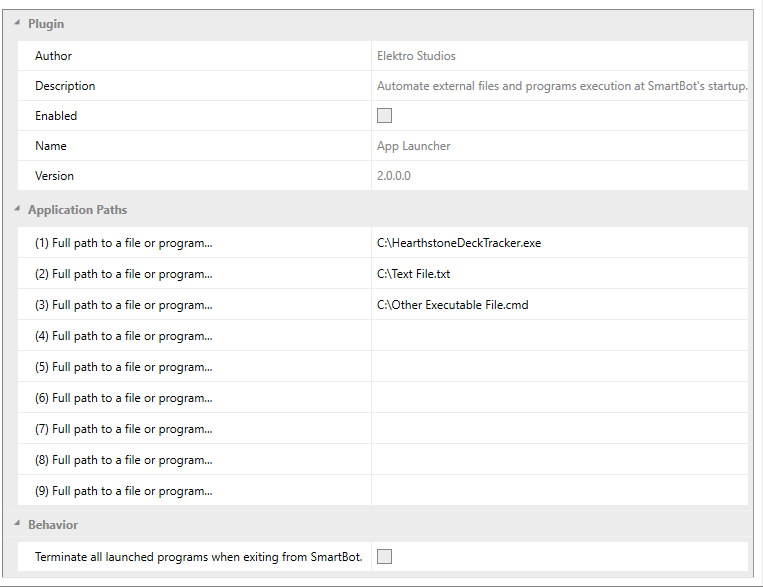 Plugin
Author Elektro Studios
Description Automate external files and programs execution at SmartBot's startup.
Enabled
Name App Launcher
Version 2.0.0.0
Application Paths
(1) Full path to a file or program... C:\HearthstoneDeckTracker.exe
(2) Full path to a file or program... C:\Text File.txt
(3) Full path to a file or program... C:\Other Executable File.cmd
(4) Full path to a file or program...
(5) Full path to a file or program...
(6) Full path to a file or program...
(7) Full path to a file or program...
(8) Full path to a file or program...
(9) Full path to a file or program...
Behavior
Terminate all launched programs when exiting from SmartBot.